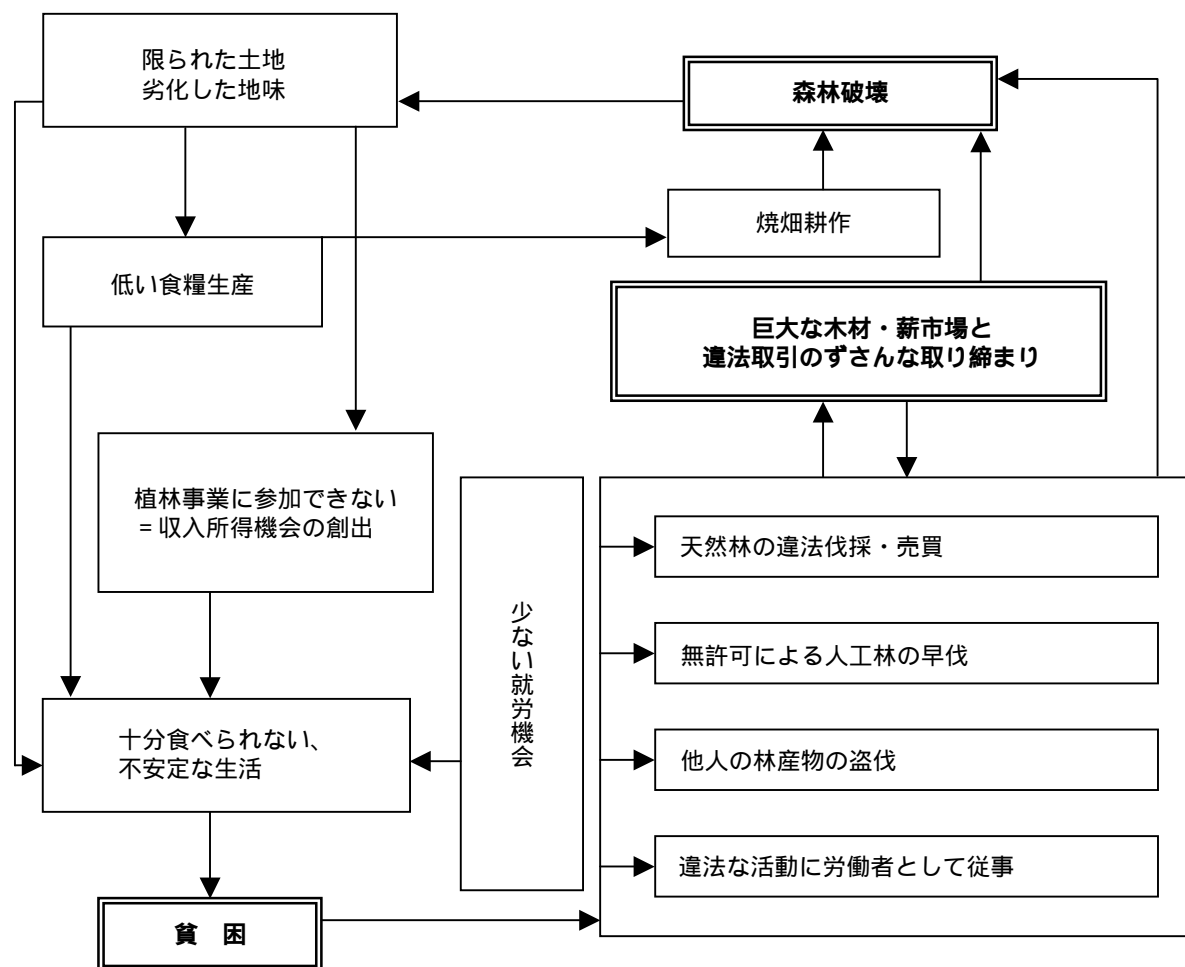 限られた土地
劣化した地味
森林破壊
焼畑耕作
低い食糧生産
巨大な木材・薪市場と
違法取引のずさんな取り締まり
植林事業に参加できない
=収入所得機会の創出
少ない就労機会
天然林の違法伐採・売買
無許可による人工林の早伐
他人の林産物の盗伐
違法な活動に労働者として従事
十分食べられない、
不安定な生活
貧　困